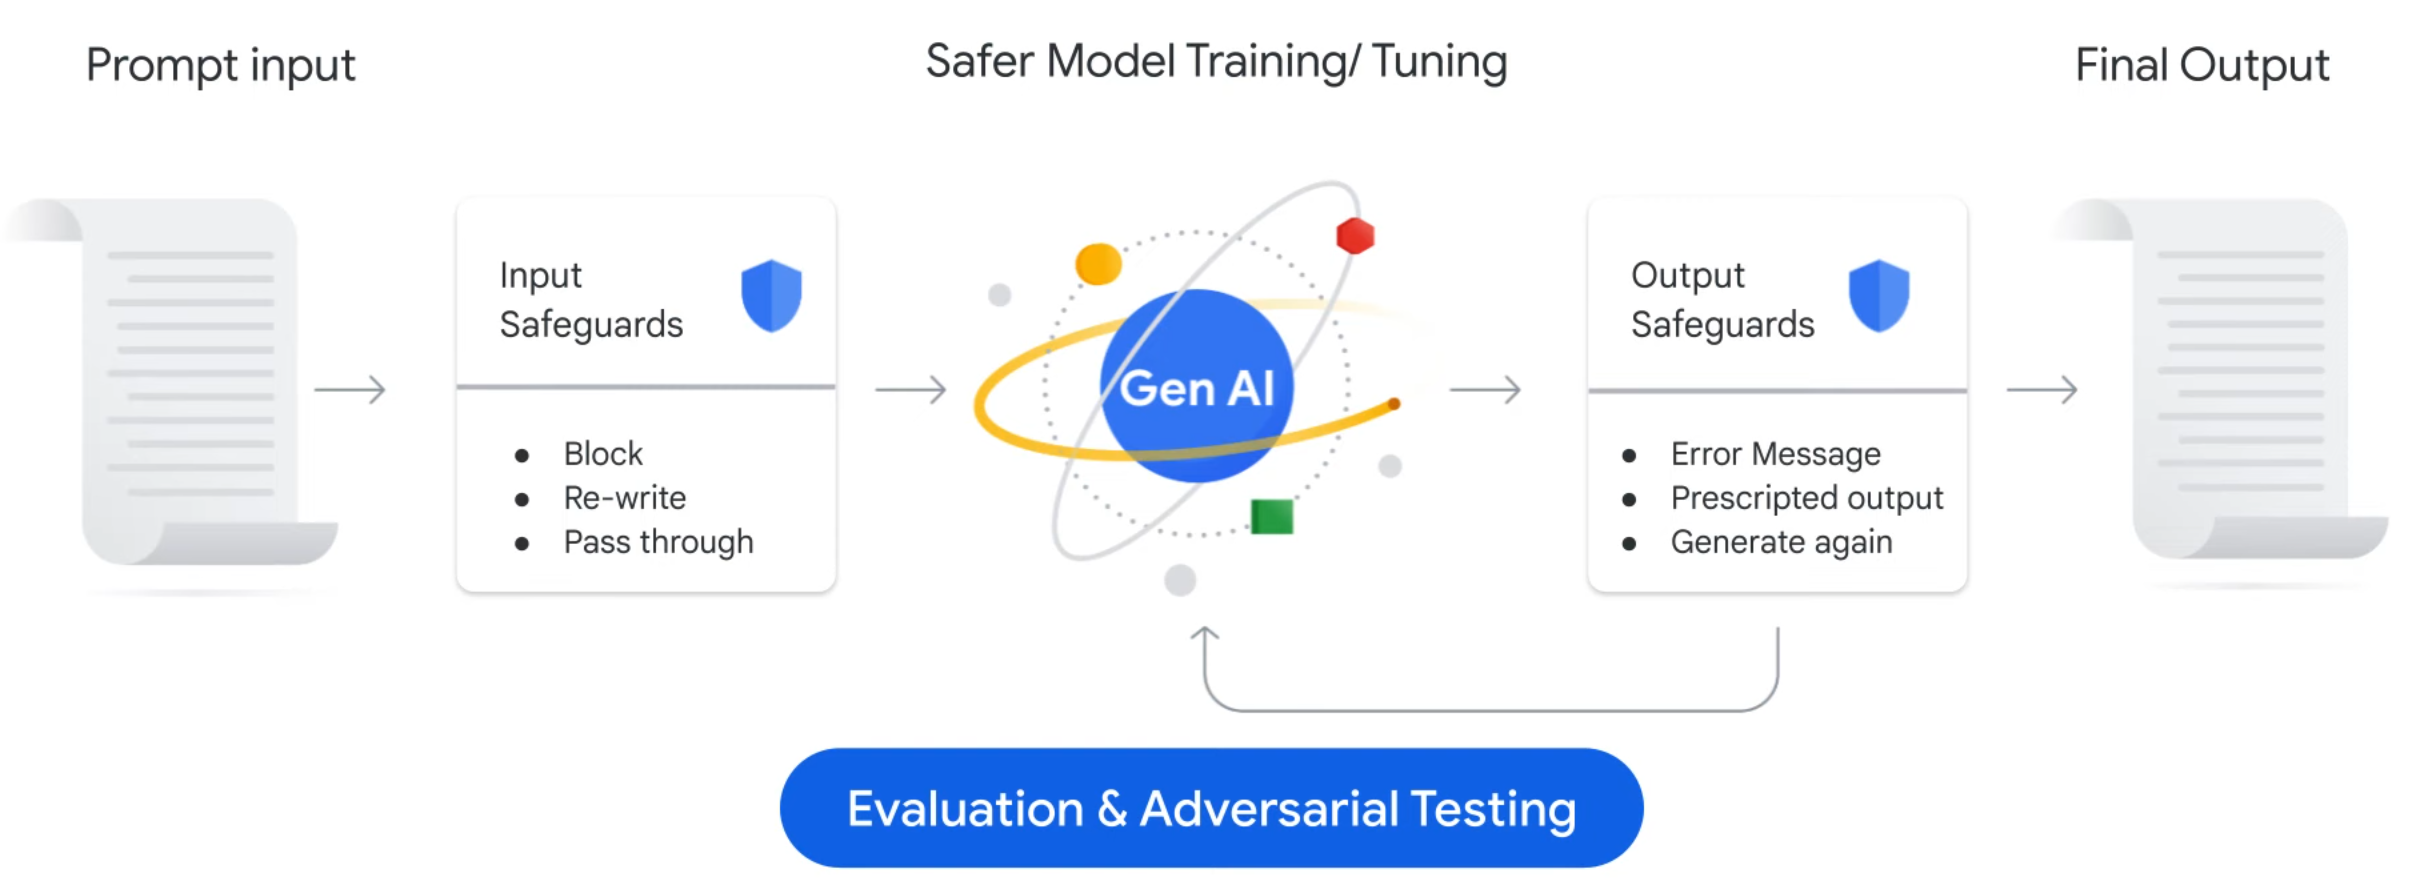 Prompt input
Safer Model Training/ Tuning
Final Output
Input
Safeguards
Block
Re-write
Pass through
Gen AI
Output
Safeguards
Error Message
Prescripted output
Generate again
Evaluation & Adversarial Testing